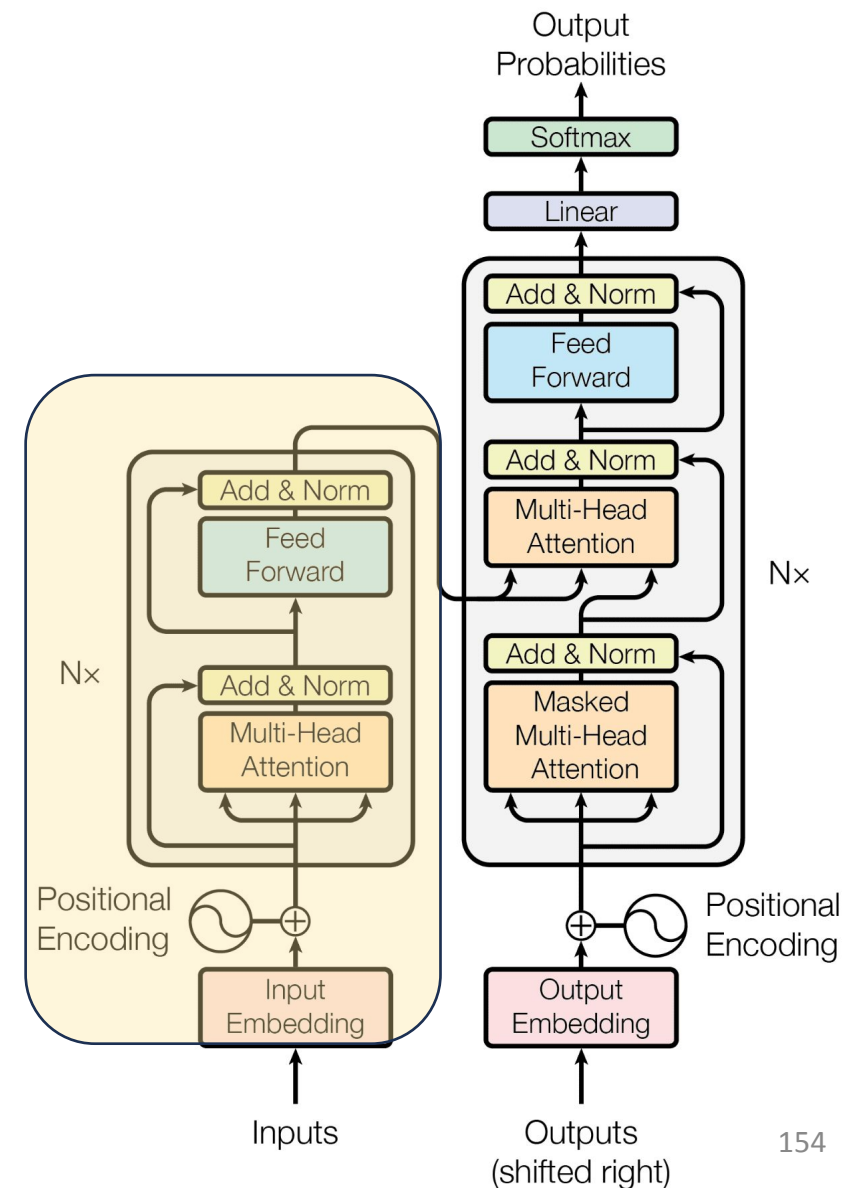 Output
Probabilities
Softmax
Linear
Add & Norm
Feed
Forward
Add & Norm
Multi-Head
Attention
N×
Add & Norm
Masked
Multi-Head
Attention
Positional
Encoding
Output
Embedding
Outputs
(shifted right)
Add & Norm
Feed
Forward
N×
Add & Norm
Multi-Head
Attention
Positional
Encoding
Input
Embedding
Inputs
154